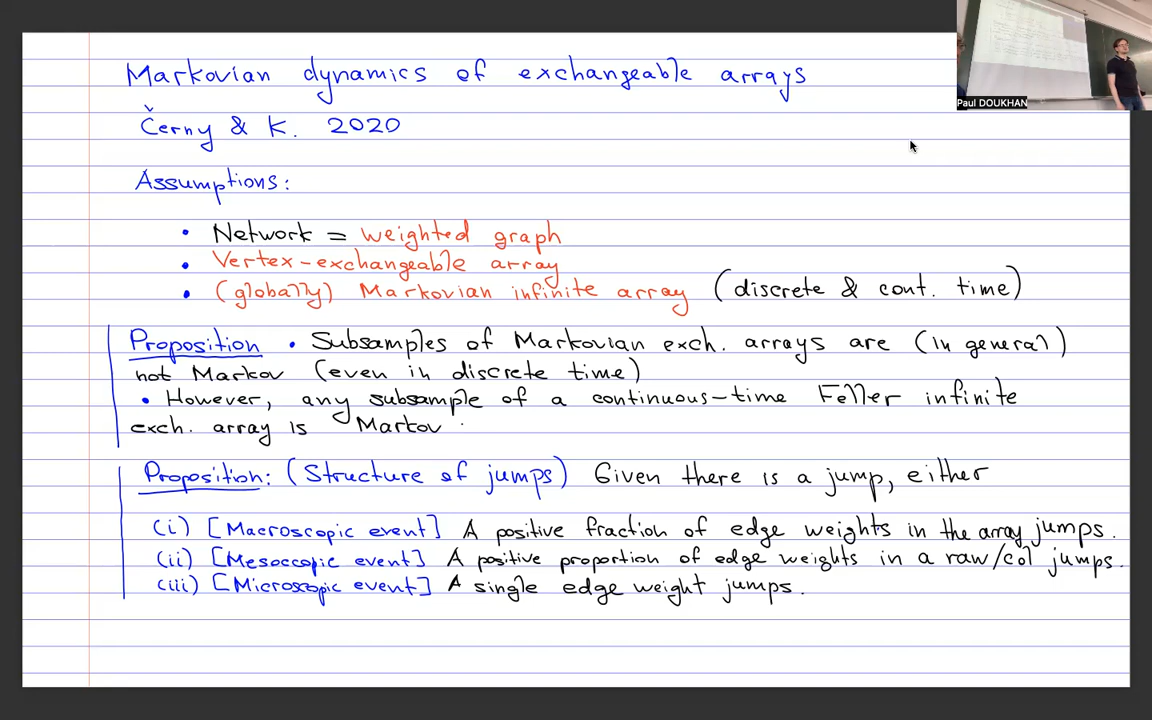 Markovian dynamics of exchangeable arrays
Černy & K. 2020
Assumptions:
• Network = weighted graph
• Vertex-exchangeable array
• (globally) Markovian infinite array (discrete & cont. time)
Proposition • Subsamples of Markovian exch. arrays are (in general)
not Markov (even in discrete time)
• However, any subsample of a continuous-time Feller infinite
exch. array is Markov.
Proposition: (Structure of jumps) Given there is a jump, either
(i) [Macroscopic event] A positive fraction of edge weights in the array jumps.
(ii) [Mesoccopic event] A positive proportion of edge weights in a raw/col jumps.
(iii) [Microscopic event] A single edge weight jumps.
Paul DOUKHAN